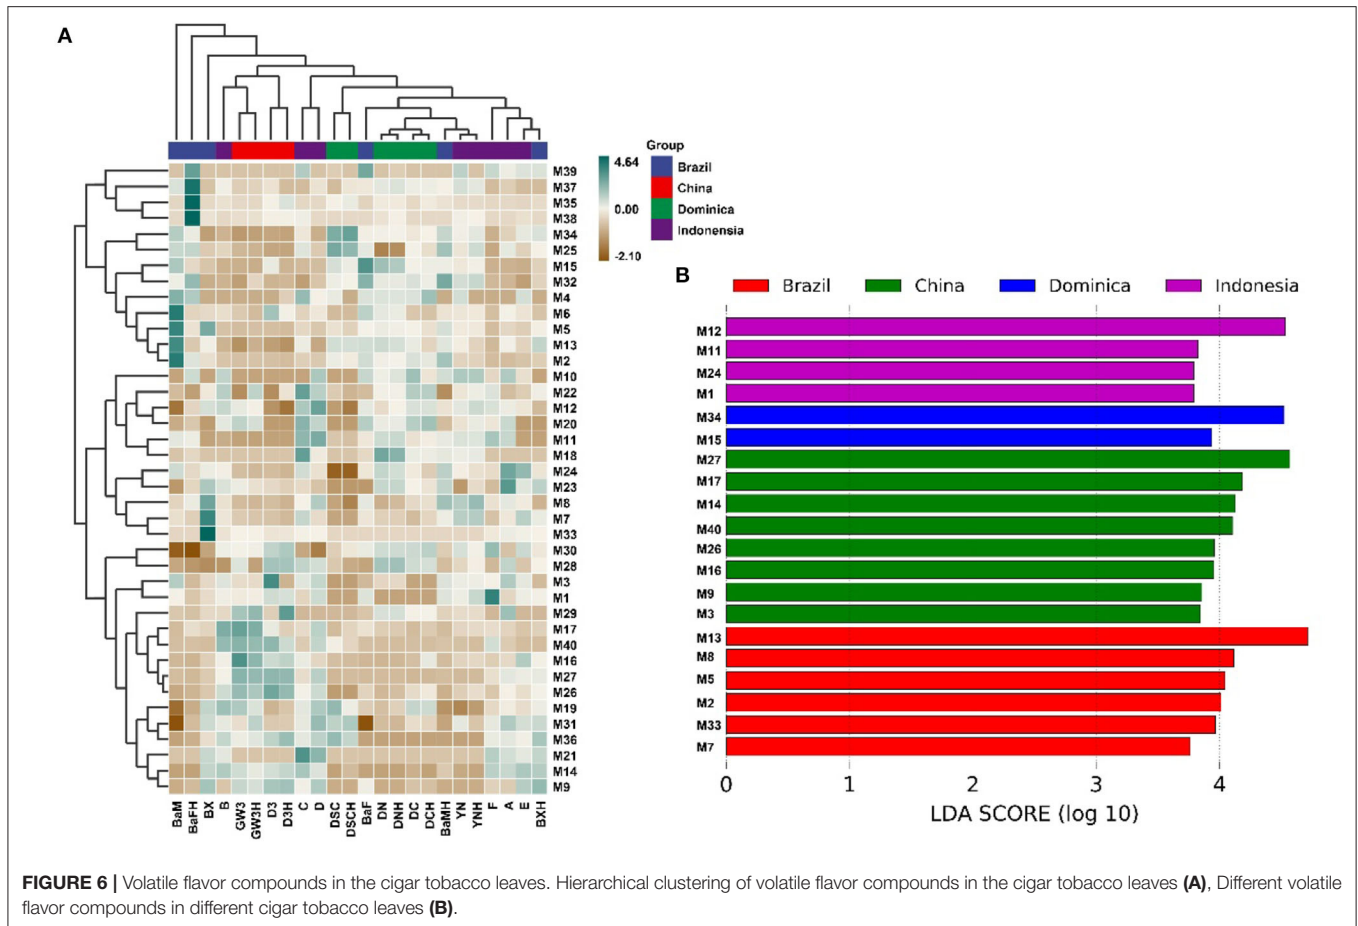 A
Group
4.64
0.00
-2.10
Brazil
China
Dominica
Indonensia
M39
M37
M35
M38
M34
M25
M15
M32
M4
M6
M5
M13
M2
M10
M22
M12
M20
M11
M18
M24
M23
M8
M7
M33
M30
M28
M3
M1
M29
M17
M40
M16
M27
M26
M19
M31
M36
M21
M14
M9
BaM
BaFH
BX
B
GW3
GW3H
D3
D3H
C
D
DSC
DSCH
BaF
DN
DNH
DC
DCH
BaMH
YN
YNH
F
A
E
BXH
B
Brazil China Dominica Indonesia
M12
M11
M24
M1
M34
M15
M27
M17
M14
M40
M26
M16
M9
M3
M13
M8
M5
M2
M33
M7
0 1 2 3 4
LDA SCORE (log 10)
FIGURE 6 | Volatile flavor compounds in the cigar tobacco leaves. Hierarchical clustering of volatile flavor compounds in the cigar tobacco leaves (A), Different volatile
flavor compounds in different cigar tobacco leaves (B).